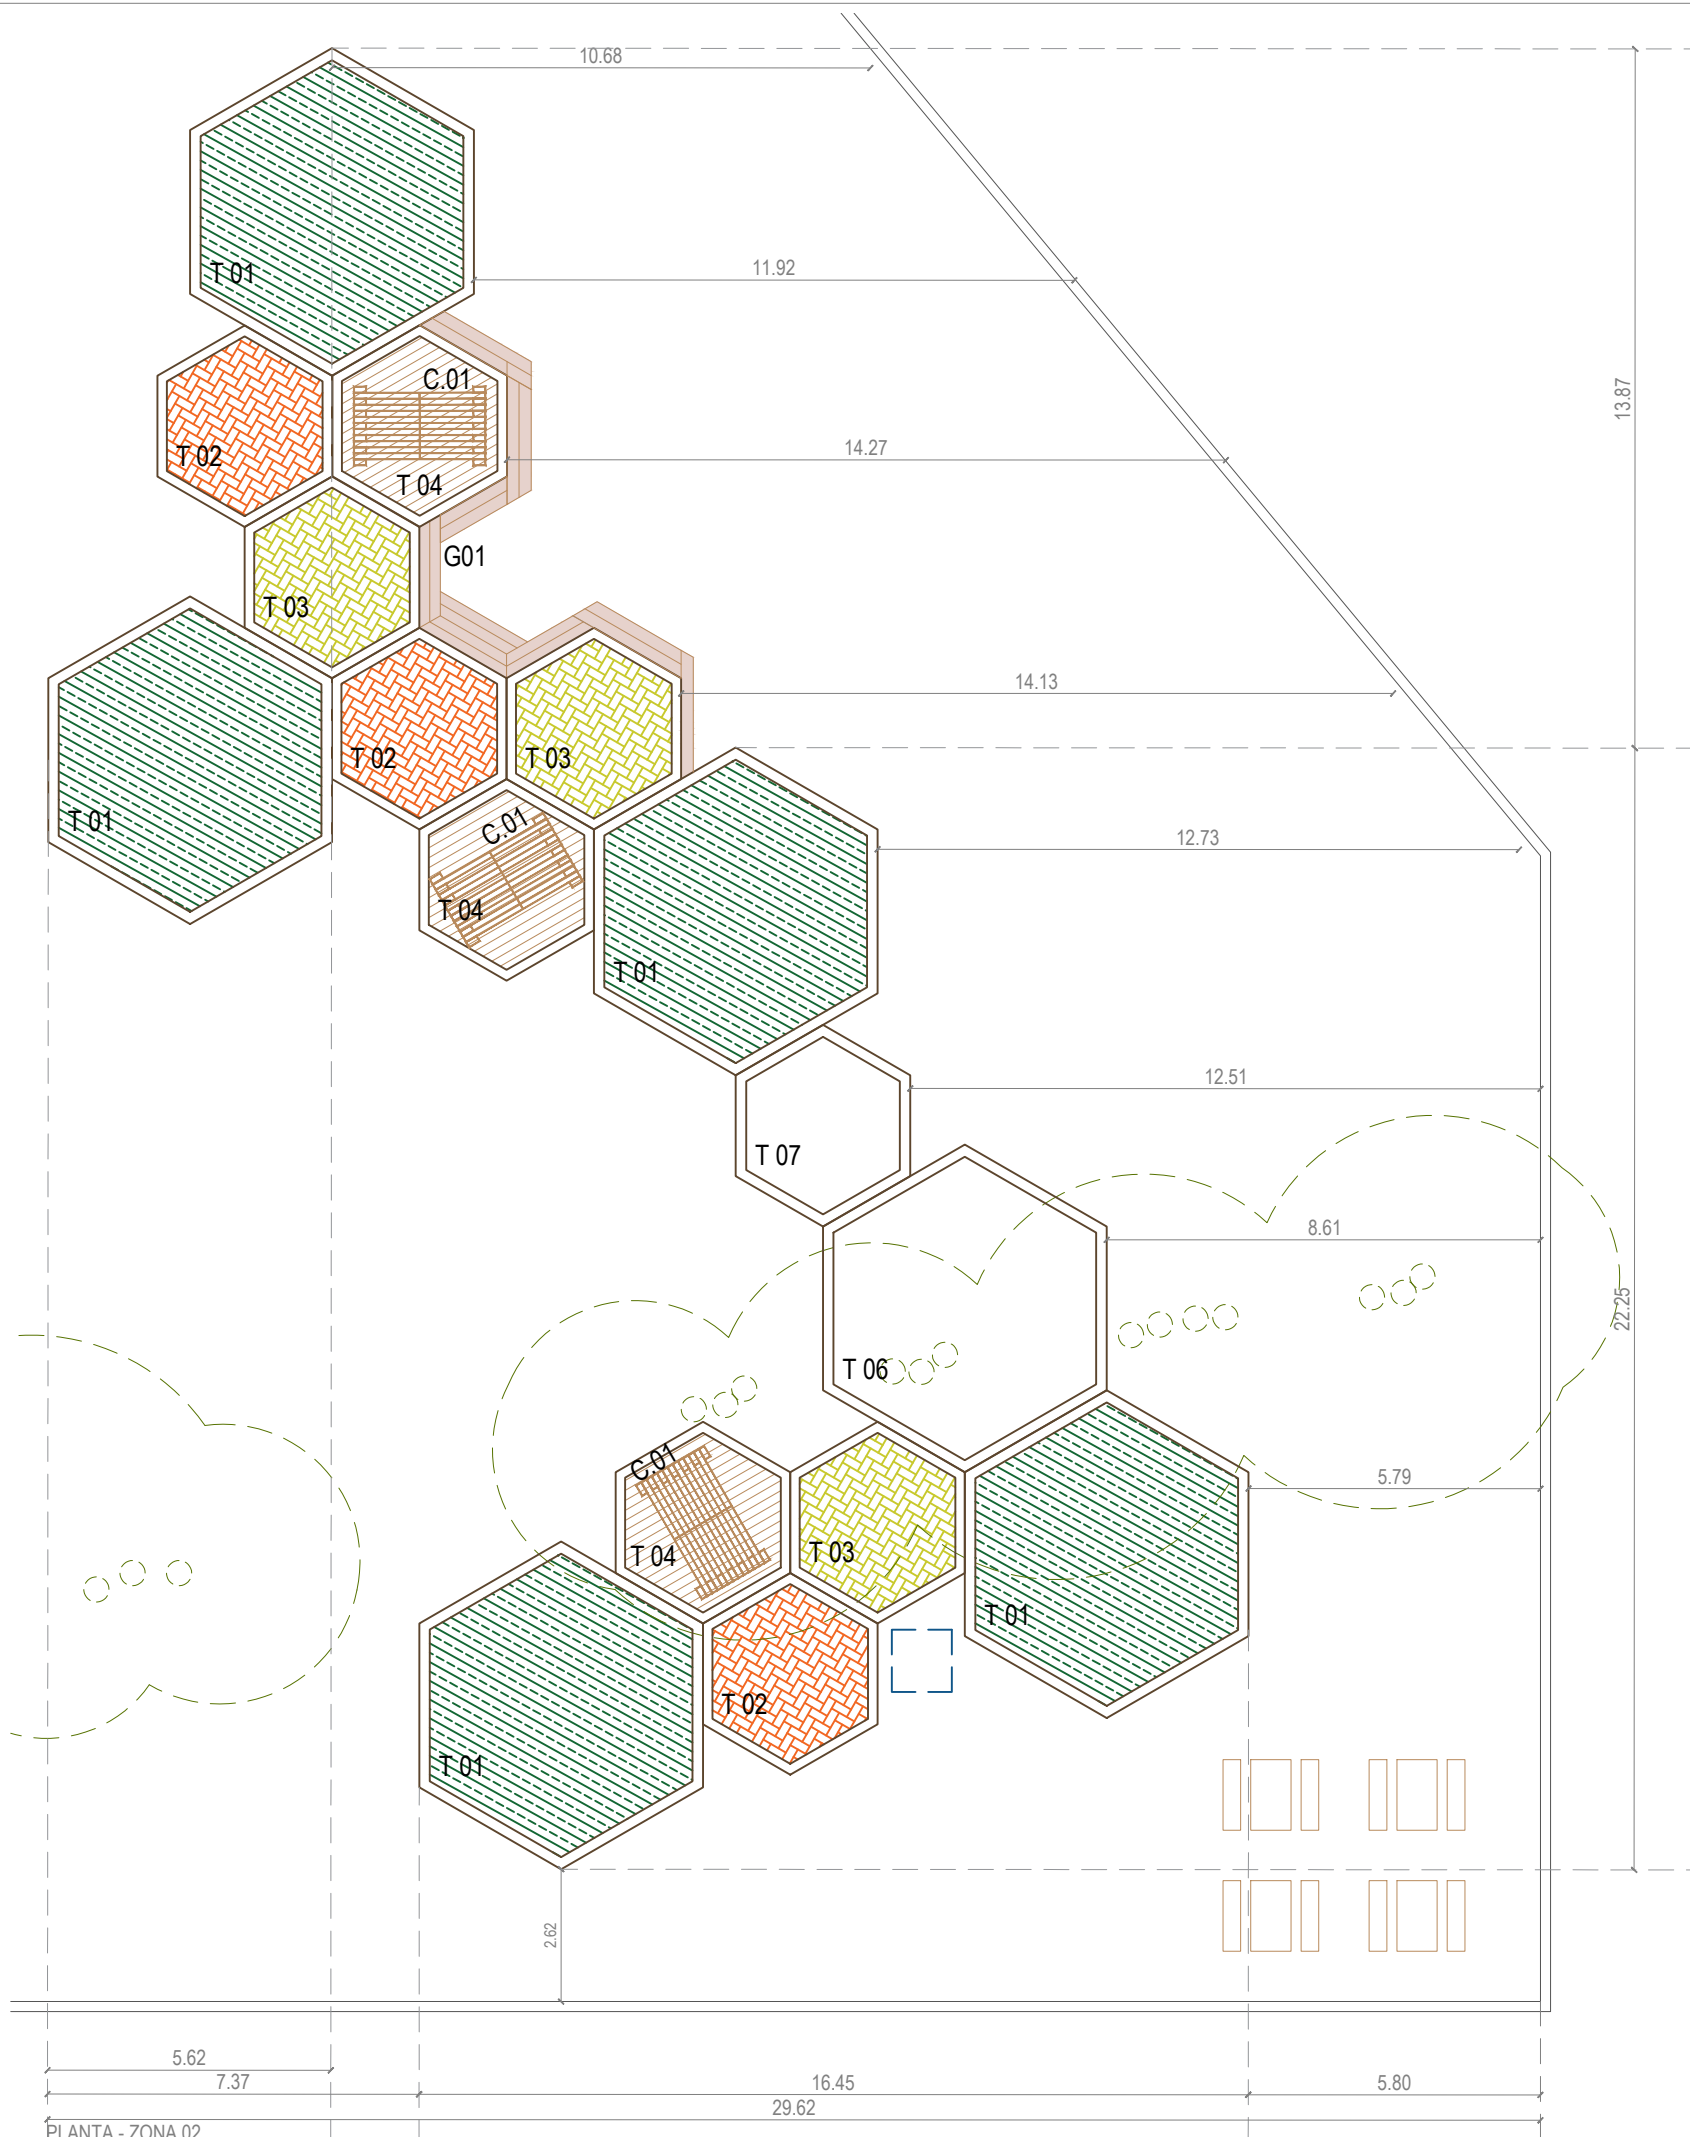 10.68
T 01
11.92
C.01
13.87
14.27
T 02
T 04
G01
T 03
14.13
T 02
T 03
T 01
C.01
12.73
T 04
T 01
12.51
T 07
8.61
22.25
T 06
C.01
5.79
T 04
T 03
T 01
T 02
T 01
2.62
5.62
7.37
16.45
5.80
29.62
PLANTA - ZONA 02